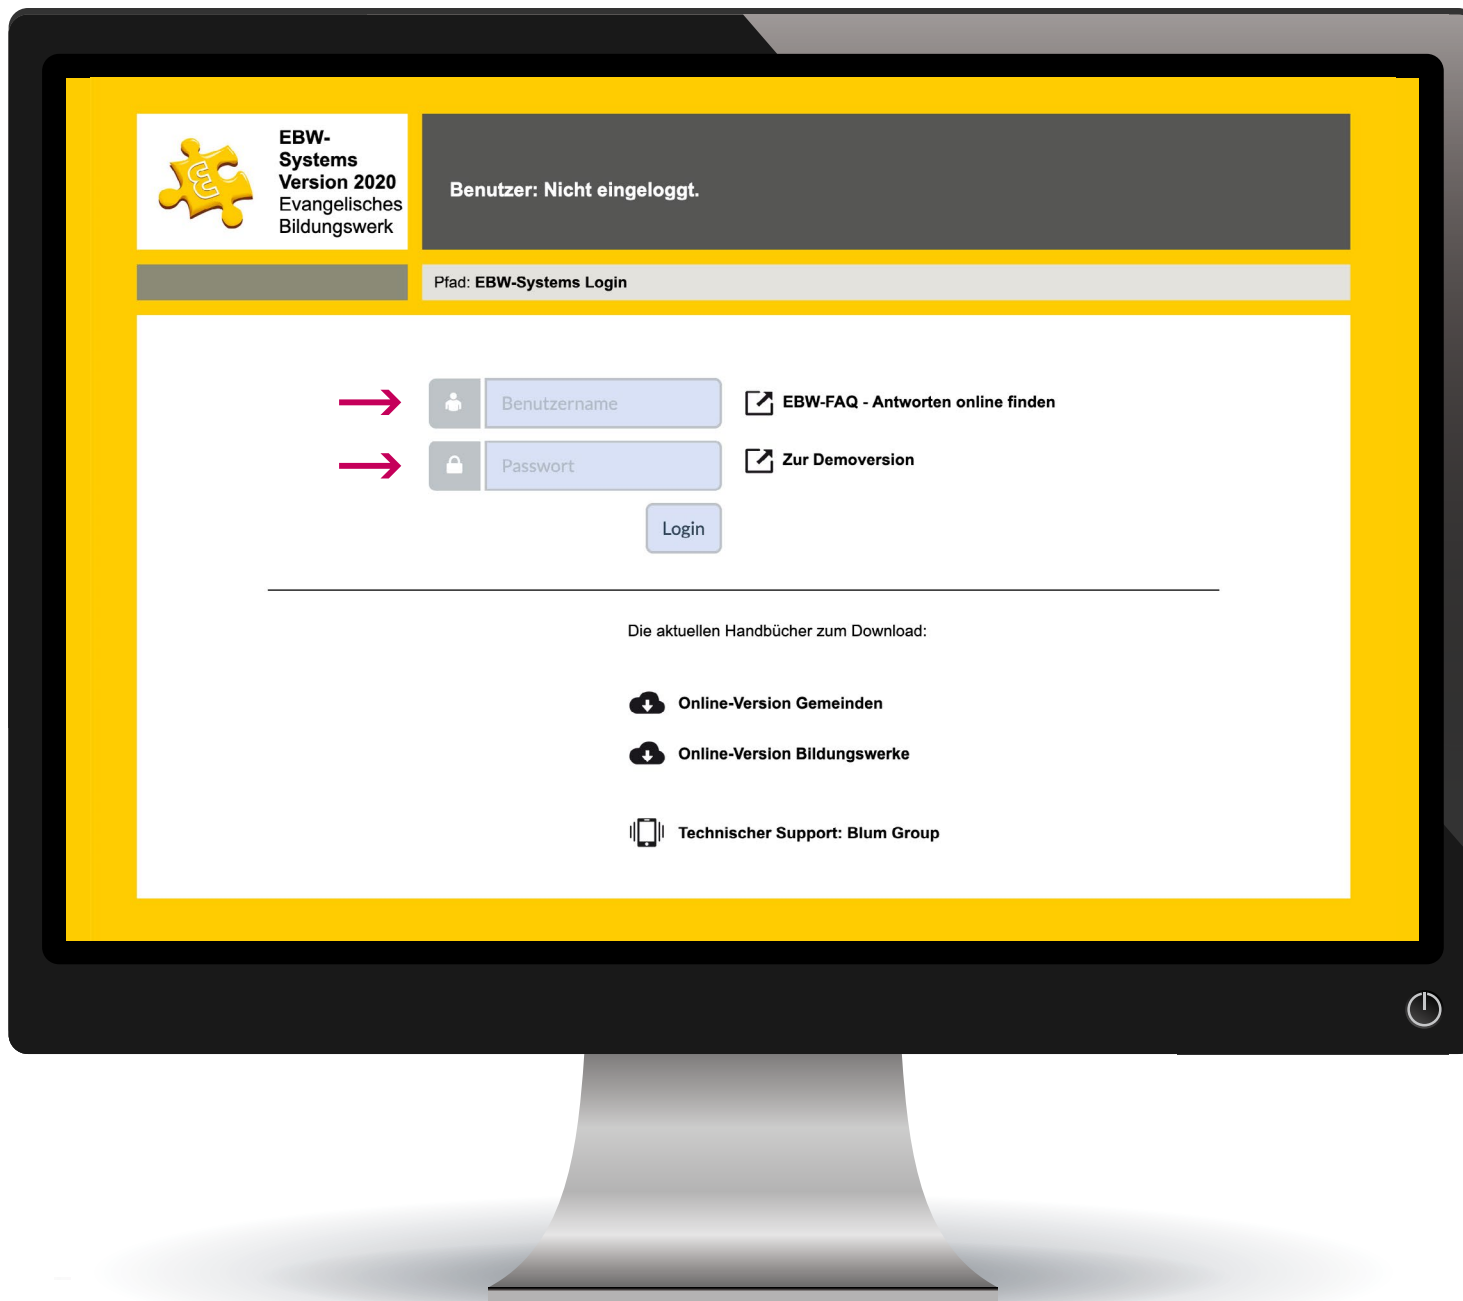 EBW-
Systems
Version 2020
Evangelisches
Bildungswerk
Benutzer: Nicht eingeloggt.
Pfad: EBW-Systems Login
Benutzername
EBW-FAQ - Antworten online finden
Passwort
Zur Demoversion
Login
Die aktuellen Handbücher zum Download:
Online-Version Gemeinden
Online-Version Bildungswerke
Technischer Support: Blum Group